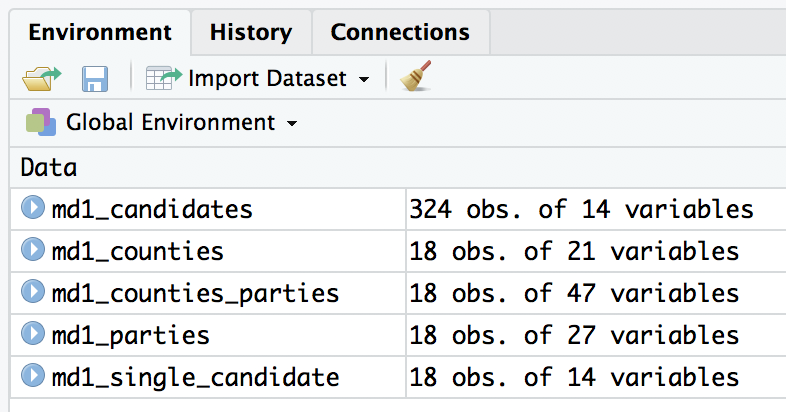 Environment History Connections
Import Dataset
Global Environment
Data
md1_candidates 324 obs. of 14 variables
md1_counties 18 obs. of 21 variables
md1_counties_parties 18 obs. of 47 variables
md1_parties 18 obs. of 27 variables
md1_single_candidate 18 obs. of 14 variables